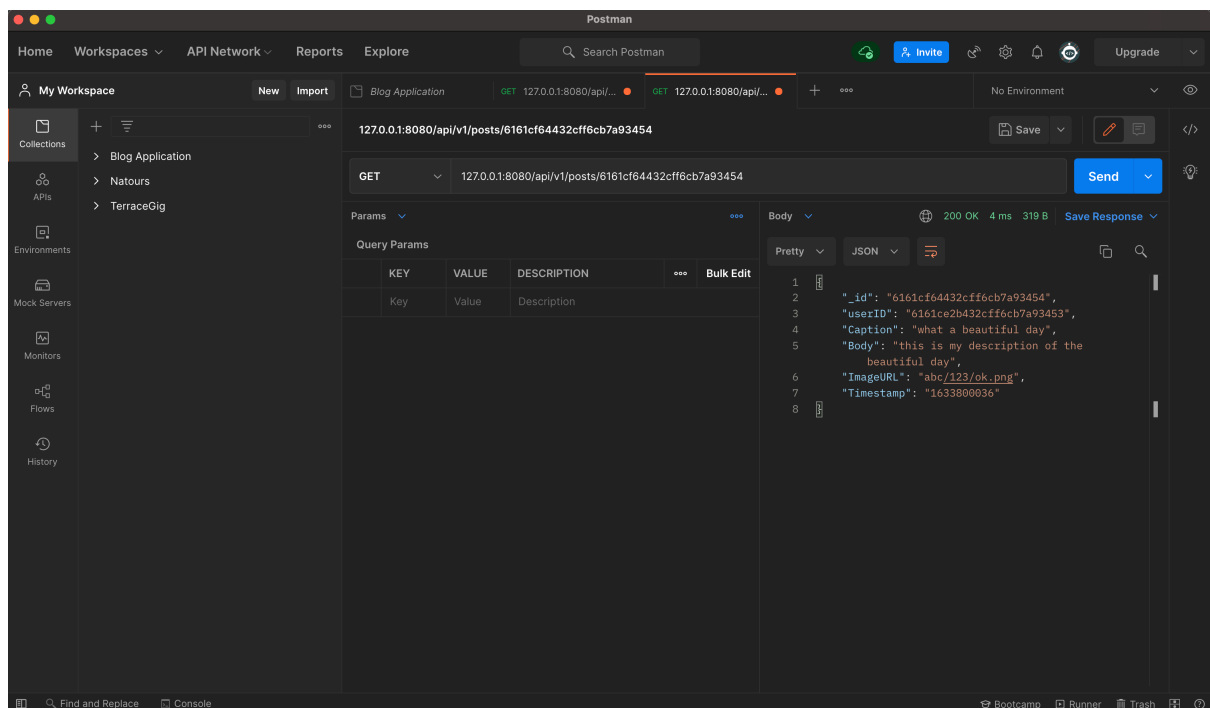 Postman
Home Workspaces API Network Reports Explore Search Postman Invite Upgrade
My Workspace New Import Blog Application GET 127.0.0.1:8080/api/... GET 127.0.0.1:8080/api/... No Environment
Collections
APIs
Environments
Mock Servers
Monitors
Flows
History
Blog Application
Natours
TerraceGig
127.0.0.1:8080/api/v1/posts/6161cf64432cff6cb7a93454 Save
GET 127.0.0.1:8080/api/v1/posts/6161cf64432cff6cb7a93454 Send
Params
Query Params
KEY VALUE DESCRIPTION Bulk Edit
Key Value Description
Body 200 OK 4 ms 319 B Save Response
Pretty JSON
1 {
2 "_id": "6161cf64432cff6cb7a93454",
3 "userID": "6161ce2b432cff6cb7a93453",
4 "Caption": "what a beautiful day",
5 "Body": "this is my description of the
beautiful day",
6 "ImageURL": "abc/123/ok.png",
7 "Timestamp": "1633800036"
8 }
Find and Replace Console Bootcamp Runner Trash